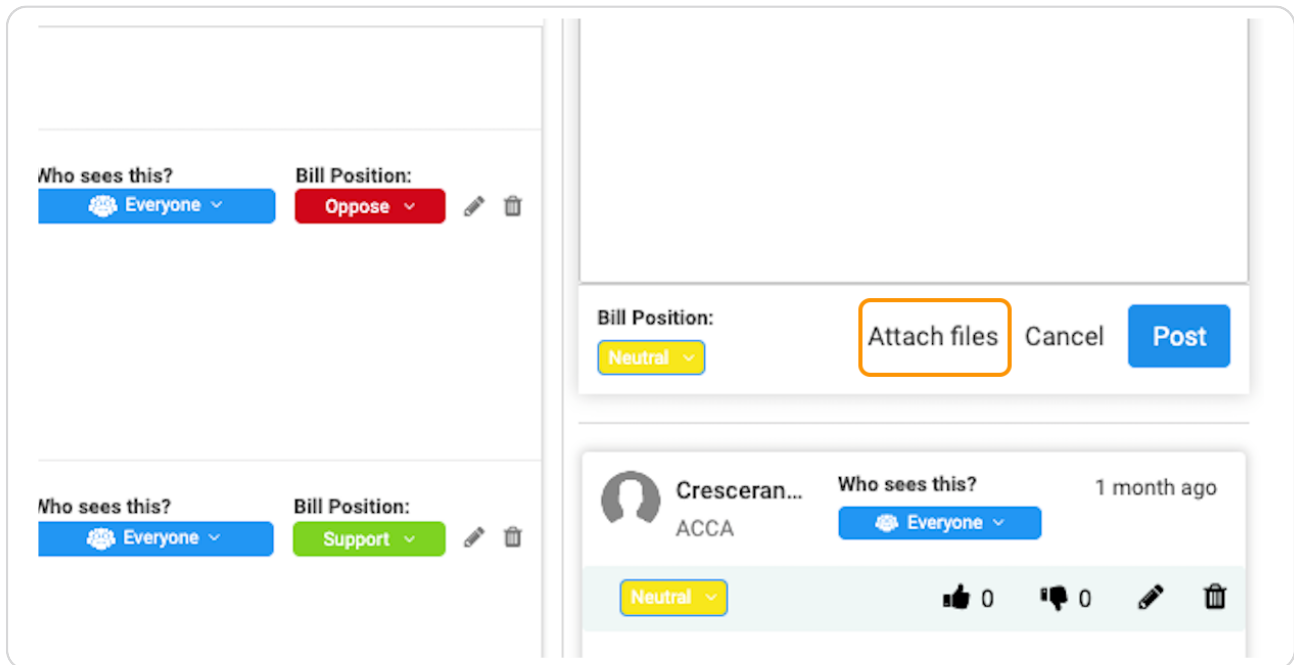 Who sees this?
Bill Position:
Everyone
Oppose
Who sees this?
Bill Position:
Everyone
Support
Bill Position:
Neutral
Attach files
Cancel
Post
Cresceran...
ACCA
Who sees this?
Everyone
1 month ago
Neutral
0
0